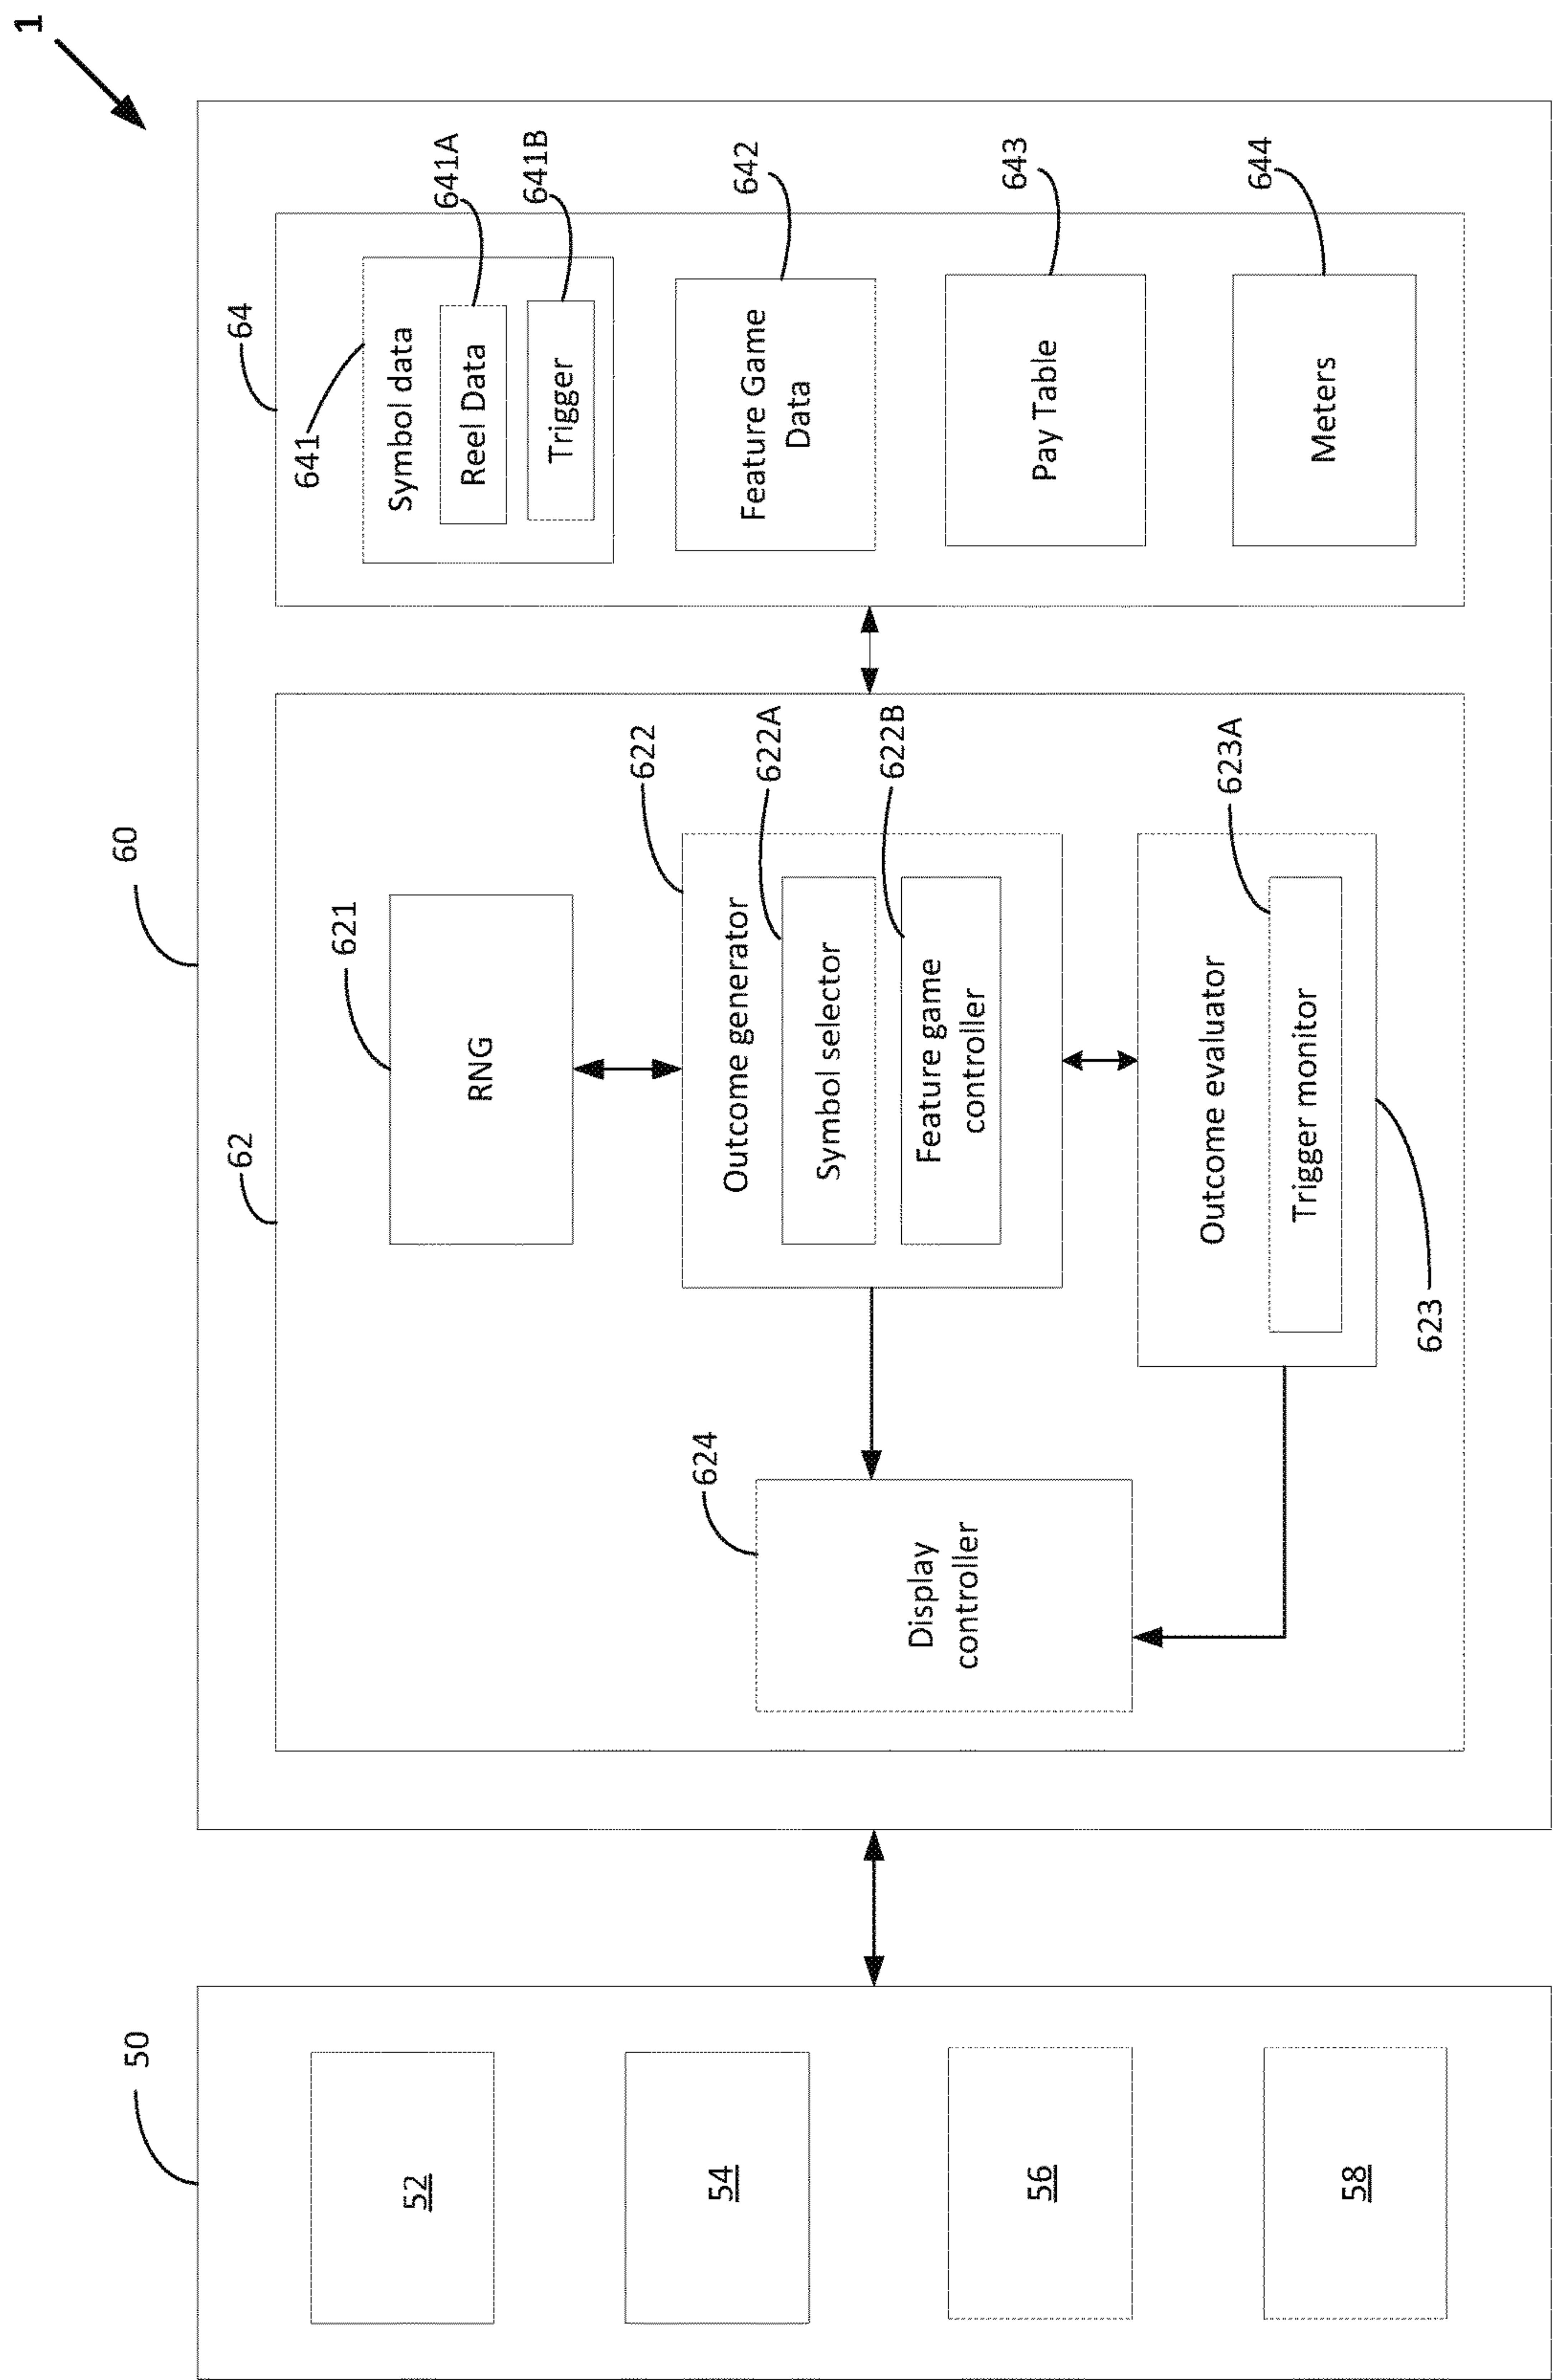 1
50
52
54
56
58
60
62
621
RNG
622
Outcome generator
622A
Symbol selector
622B
Feature game
controller
623A
Outcome evaluator
Trigger monitor
623
624
Display
controller
64
641
Symbol data
641A
Reel Data
641B
Trigger
642
Feature Game
Data
643
Pay Table
644
Meters